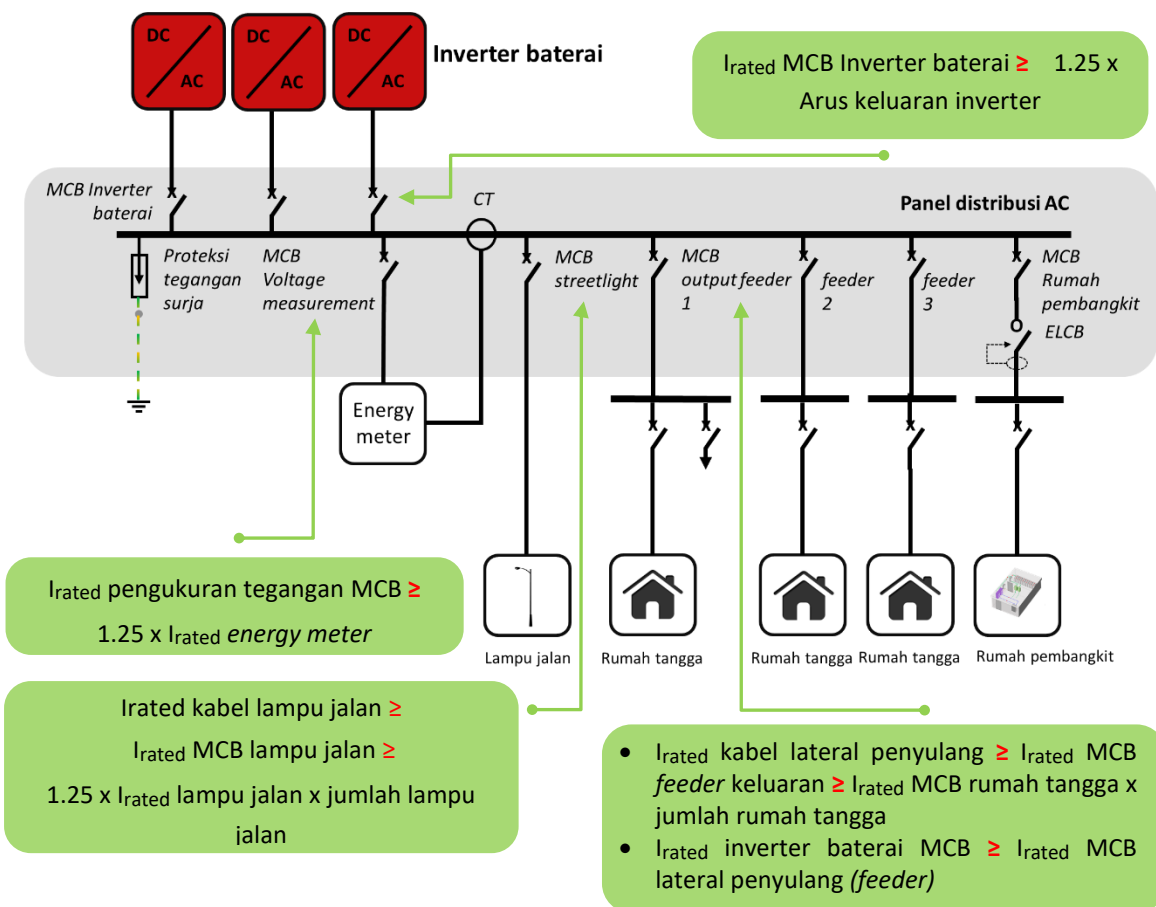 DC
AC
DC
AC
DC
AC
Inverter baterai
Irated MCB Inverter baterai ≥ 1.25 x
Arus keluaran inverter
MCB Inverter
baterai
CT
Panel distribusi AC
Proteksi
tegangan
surja
MCB
Voltage
measurement
MCB
streetlight
MCB
output feeder
1
feeder
2
feeder
3
MCB
Rumah
pembangkit
ELCB
Energy
meter
Irated pengukuran tegangan MCB ≥
1.25 x Irated energy meter
Lampu jalan
Rumah tangga
Rumah tangga
Rumah tangga
Rumah pembangkit
Irated kabel lampu jalan ≥
Irated MCB lampu jalan ≥
1.25 x Irated lampu jalan x jumlah lampu
jalan
• Irated kabel lateral penyulang ≥ Irated MCB
feeder keluaran ≥ Irated MCB rumah tangga x
jumlah rumah tangga
• Irated inverter baterai MCB ≥ Irated MCB
lateral penyulang (feeder)